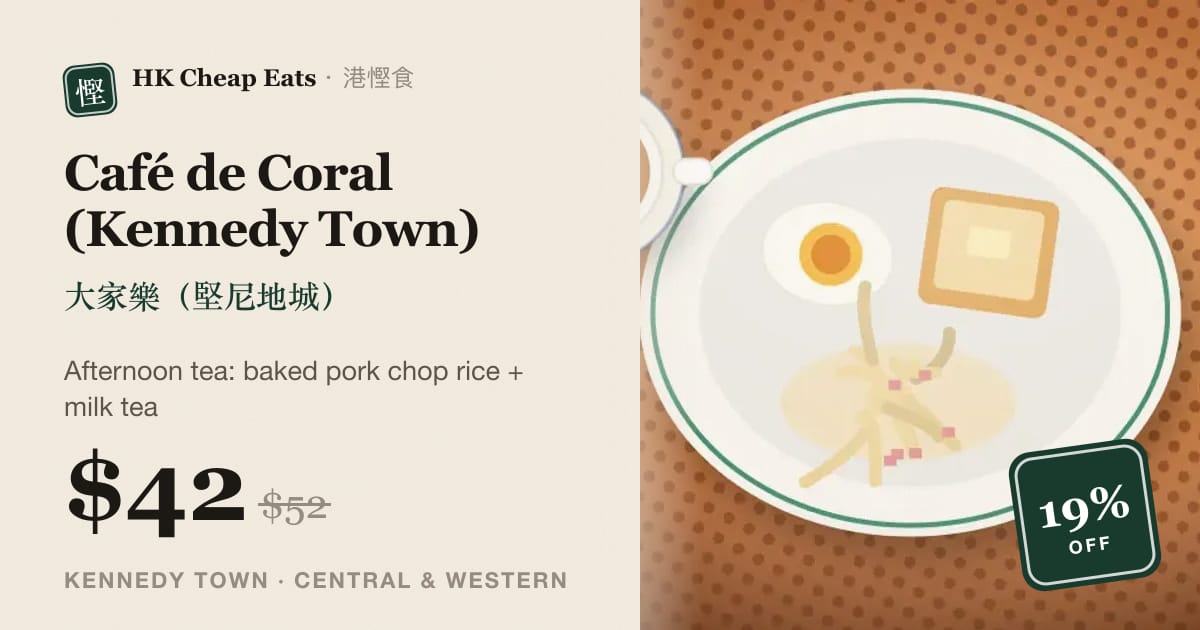 慳
HK Cheap Eats · 港慳食
Café de Coral
(Kennedy Town)
大家樂（堅尼地城）
Afternoon tea: baked pork chop rice +
milk tea
$42 $52
KENNEDY TOWN · CENTRAL & WESTERN
19%
OFF